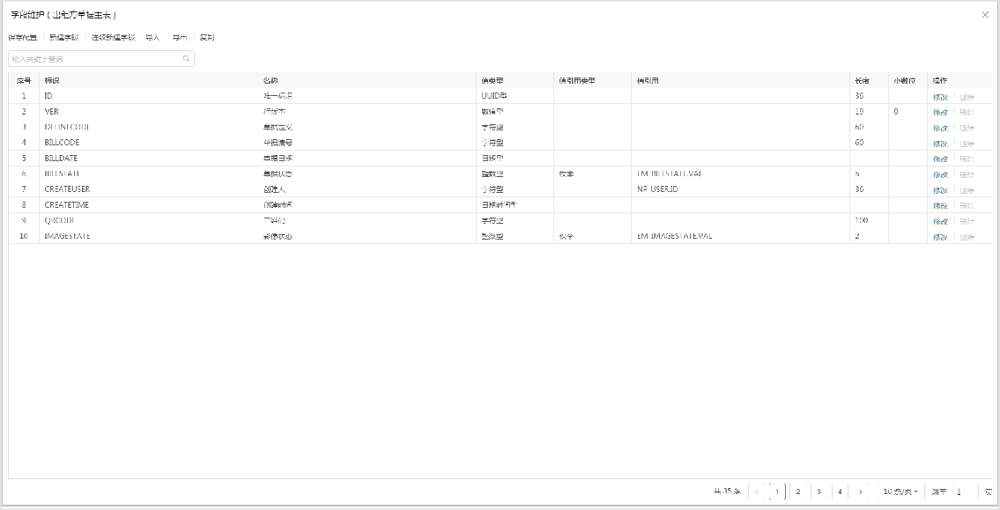 字段维护（出租方单据主表）
保存配置 新建字段 连续新建字段 导入 导出 复制
输入关键字查询
序号 标识 名称 值类型 值引用类型 值引用 长度 小数位 操作
1 ID 唯一标识 UUID型 36 修改 删除
2 VER 行版本 数值型 19 0 修改 删除
3 DEFINECODE 单据定义 字符型 60 修改 删除
4 BILLCODE 单据编号 字符型 60 修改 删除
5 BILLDATE 单据日期 日期型 修改 删除
6 BILLSTATE 单据状态 整数型 枚举 EM_BILLSTATE.VAL 5 修改 删除
7 CREATEUSER 创建人 字符型 NP_USER.ID 36 修改 删除
8 CREATETIME 创建时间 日期时间型 修改 删除
9 QRCODE 二维码 字符型 100 修改 删除
10 IMAGESTATE 影像状态 整数型 枚举 EM_IMAGESTATE.VAL 2 修改 删除
共 35 条 < 1 2 3 4 > 10 条/页 跳至 1 页